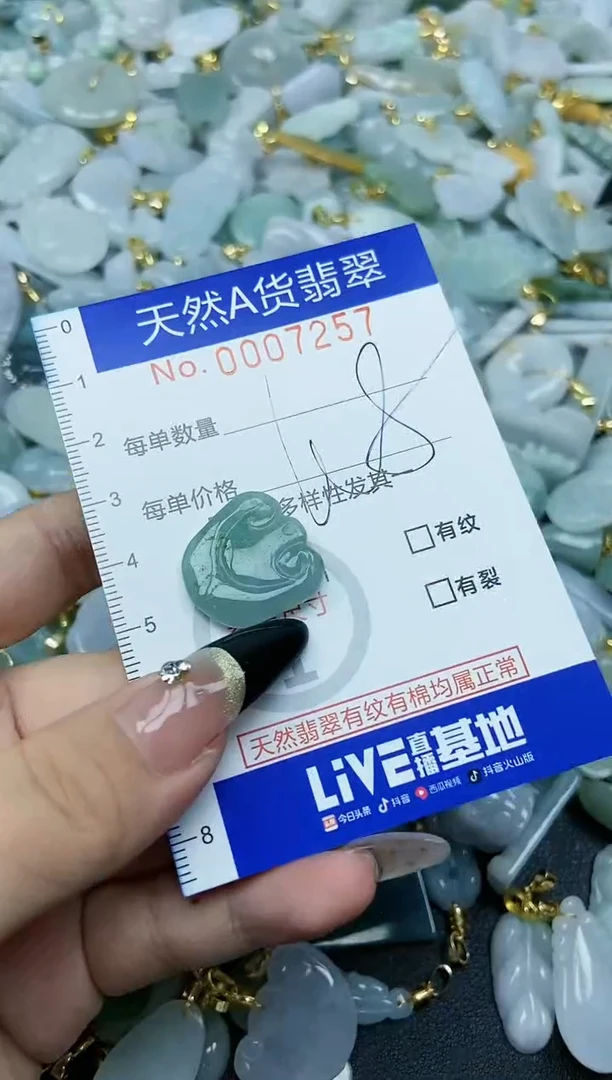 天然A货翡翠
No. 0007257
每单数量
每单价格
多样性发其
□有纹
□有裂
寸
天然翡翠有纹有棉均属正常
LiVE直播基地
今日头条 抖音 西瓜视频 抖音火山版
0
1
2
3
4
5
8